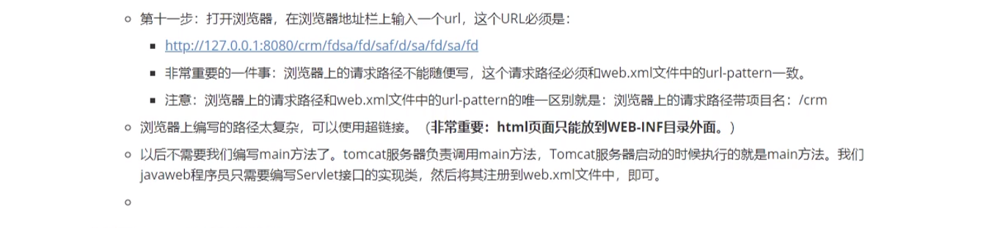 第十一步：打开浏览器，在浏览器地址栏上输入一个url，这个URL必须是：
http://127.0.0.1:8080/crm/fdsa/fd/saf/d/sa/fd/sa/fd
非常重要的一件事：浏览器上的请求路径不能随便写，这个请求路径必须和web.xml文件中的url-pattern一致。
注意：浏览器上的请求路径和web.xml文件中的url-pattern的唯一区别就是：浏览器上的请求路径带项目名：/crm
浏览器上编写的路径太复杂，可以使用超链接。（非常重要：html页面只能放到WEB-INF目录外面。）
以后不需要我们编写main方法了。tomcat服务器负责调用main方法，Tomcat服务器启动的时候执行的就是main方法。我们
javaweb程序员只需要编写Servlet接口的实现类，然后将其注册到web.xml文件中，即可。